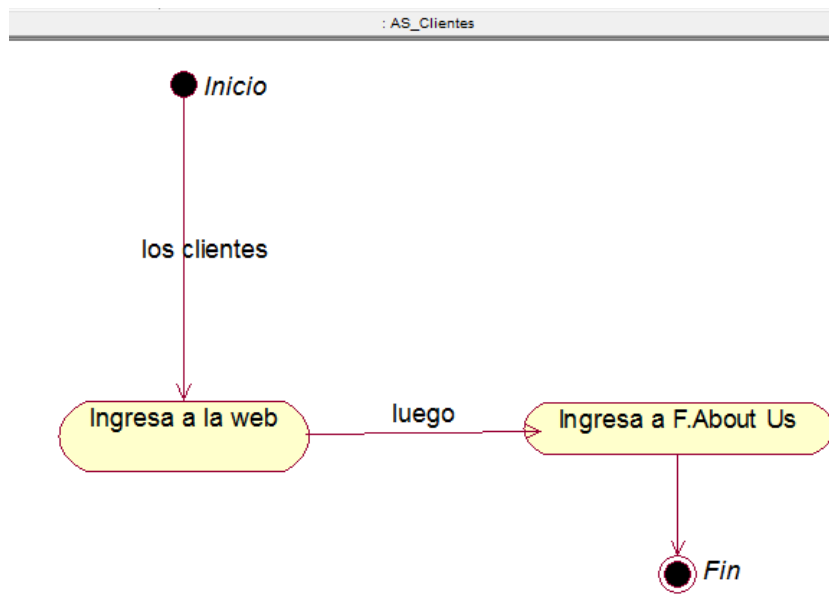 : AS_Clientes
Inicio
los clientes
Ingresa a la web
luego
Ingresa a F.About Us
Fin